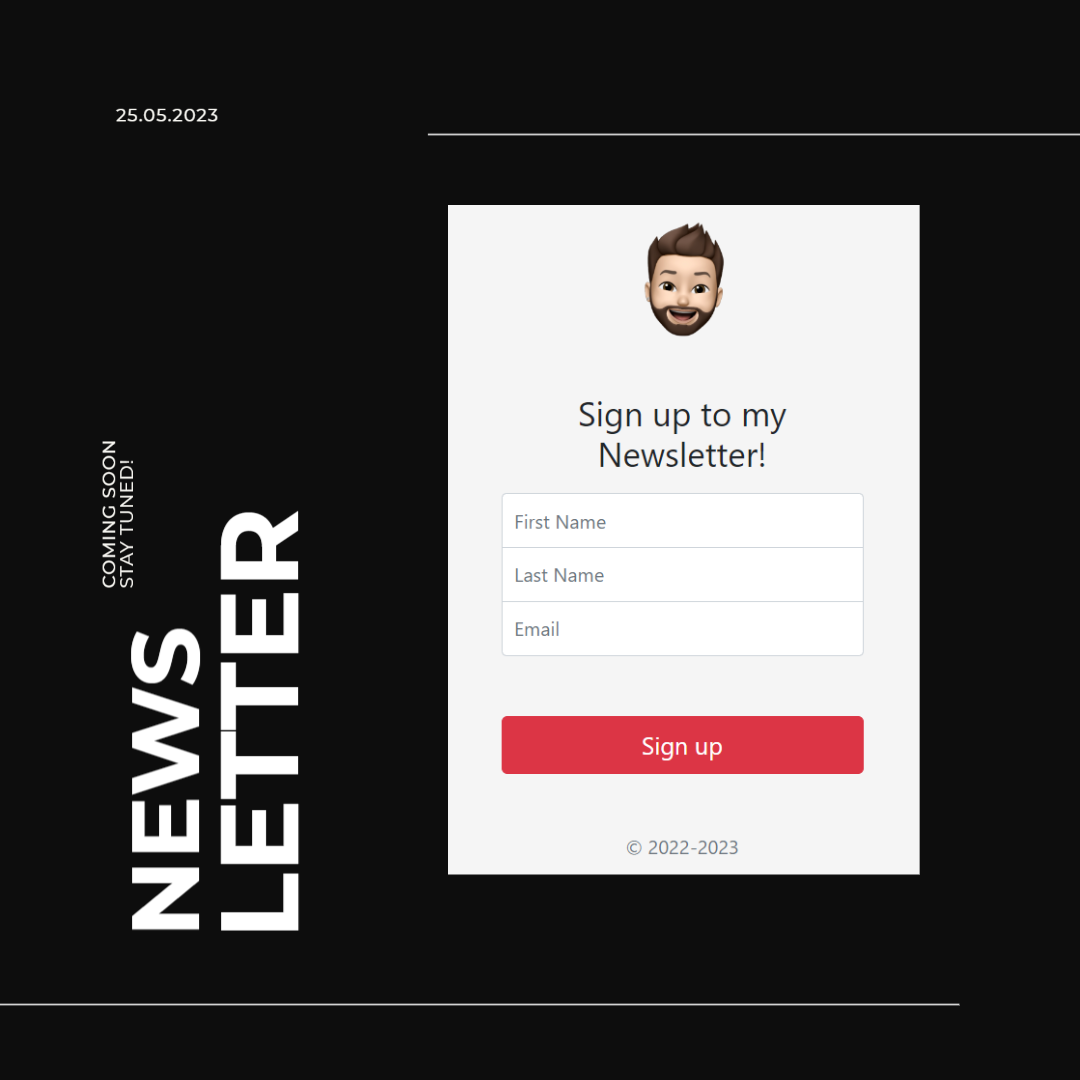 25.05.2023
COMING SOON
STAY TUNED!
NEWS
LETTER
Sign up to my
Newsletter!
First Name
Last Name
Email
Sign up
© 2022-2023